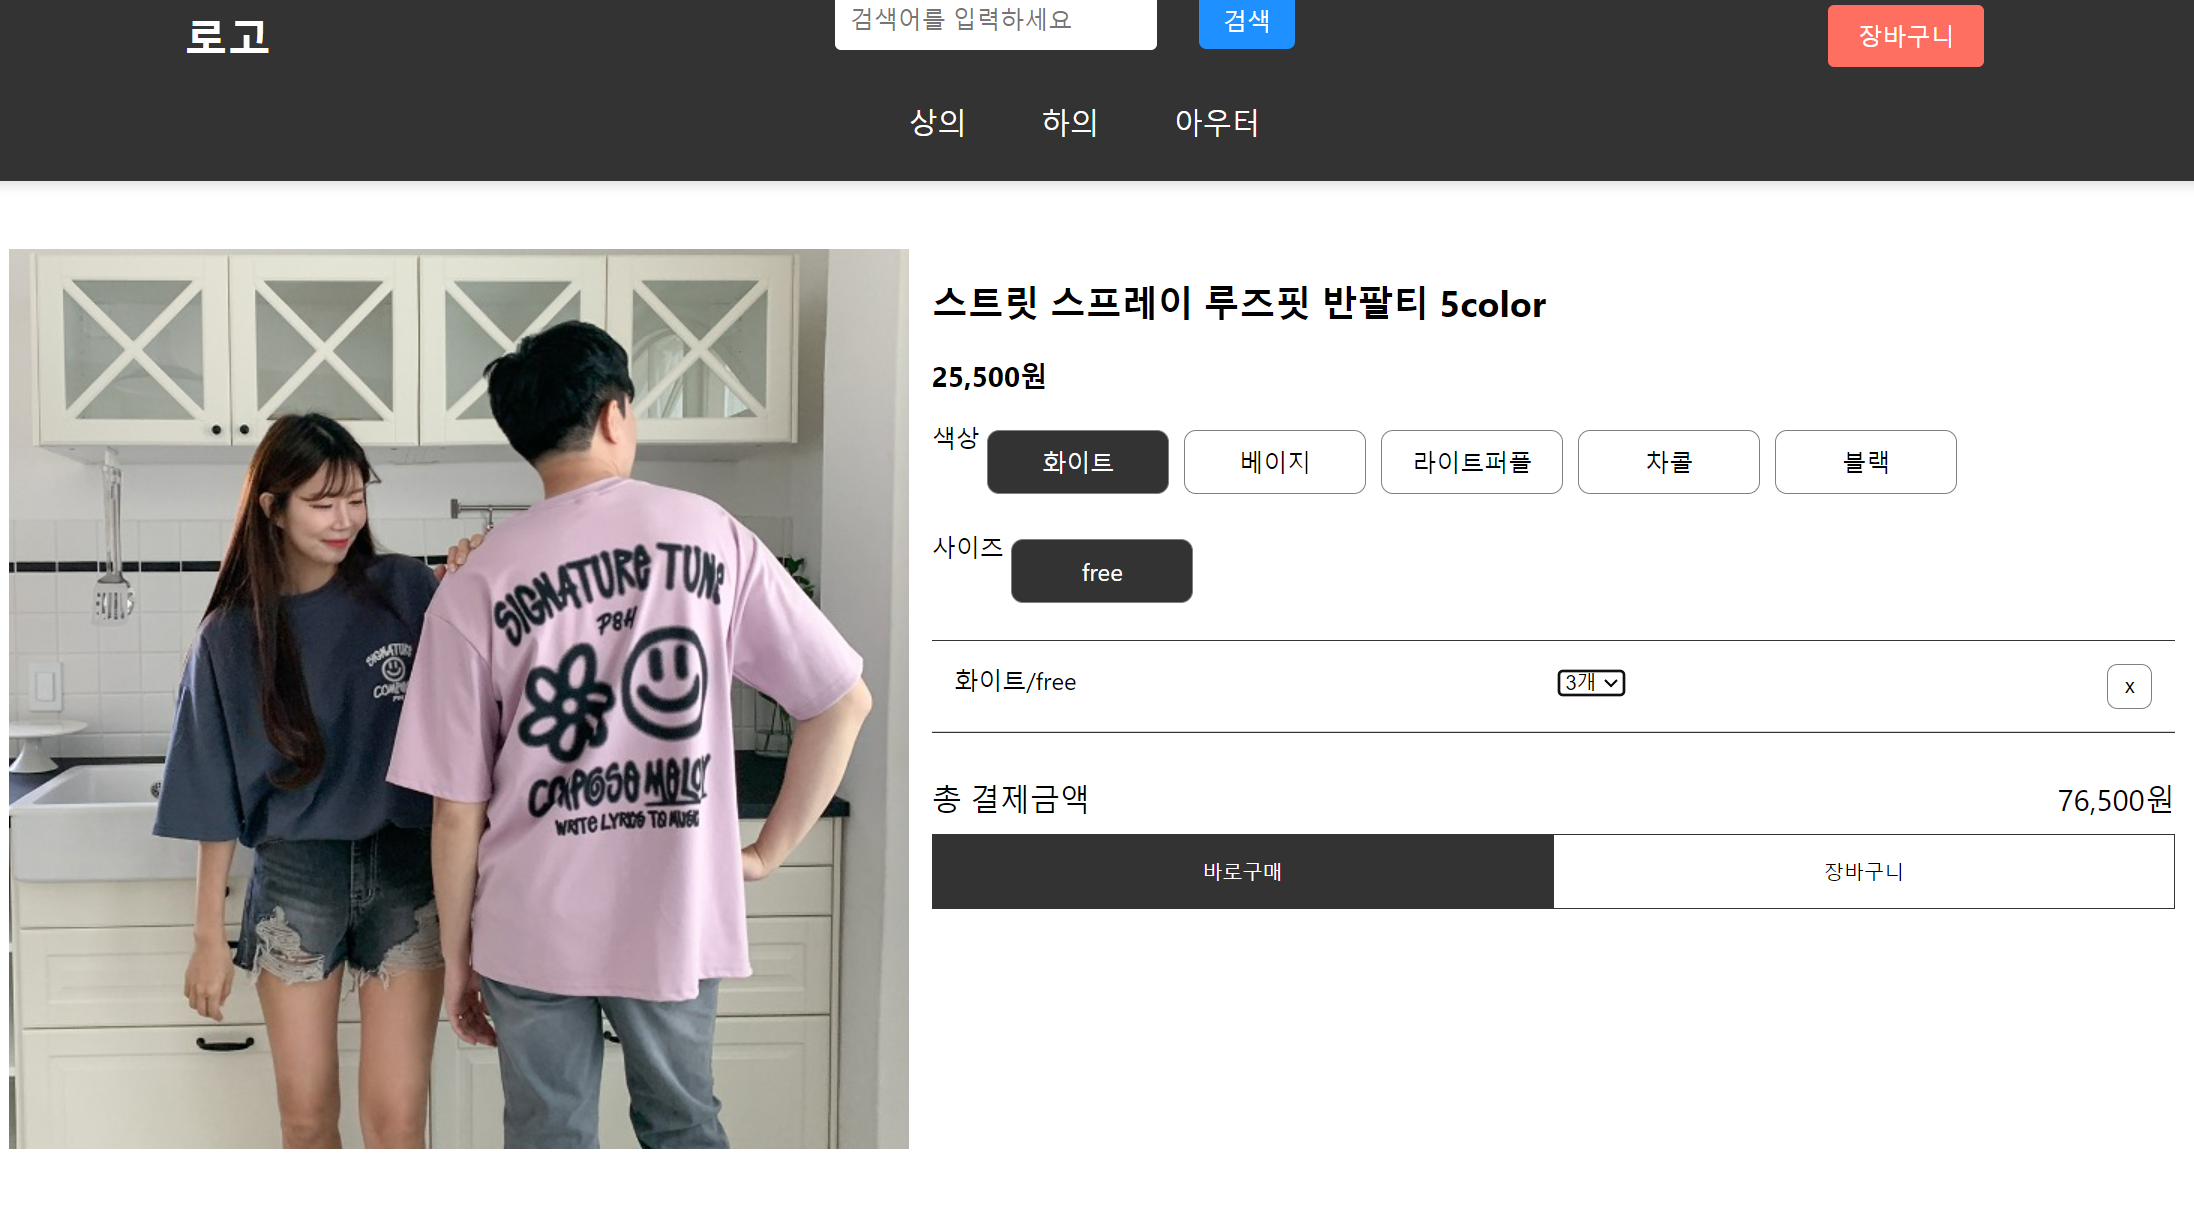 로고
검색어를 입력하세요
검색
장바구니
상의 하의 아우터
스트릿 스프레이 루즈핏 반팔티 5color
25,500원
색상 화이트 베이지 라이트퍼플 차콜 블랙
사이즈 free
화이트/free 3개 x
총 결제금액 76,500원
바로구매 장바구니
SIGNATURE TUNE
P&H
COMPOSE MELODY
WRITE LYRICS TO MUSIC
SIGNATURE